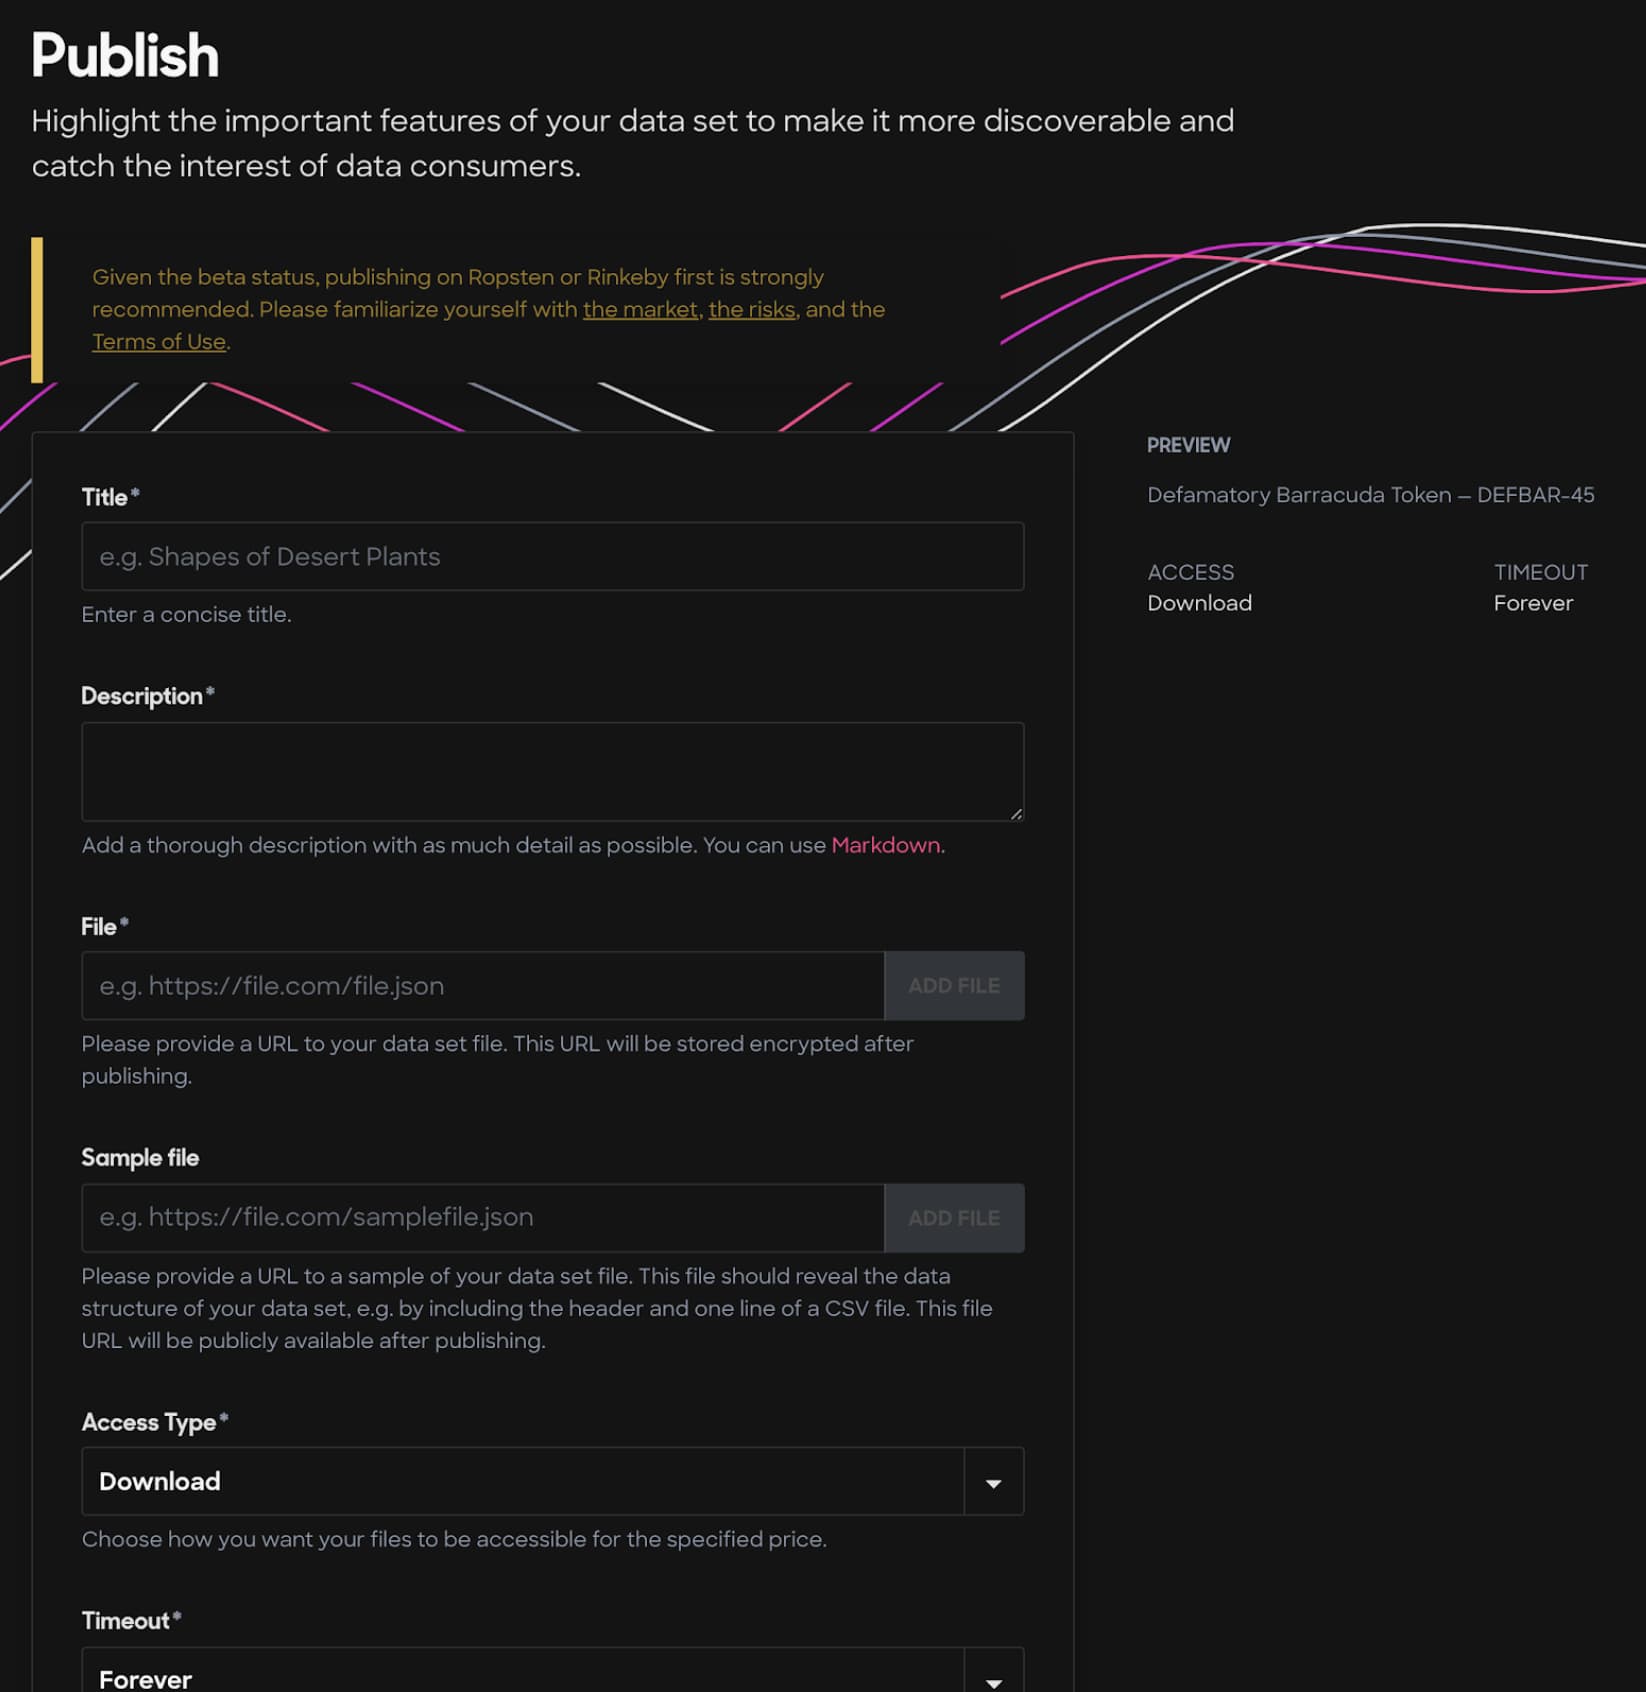 Publish
Highlight the important features of your data set to make it more discoverable and
catch the interest of data consumers.
Given the beta status, publishing on Ropsten or Rinkeby first is strongly
recommended. Please familiarize yourself with the market, the risks, and the
Terms of Use.
Title*
e.g. Shapes of Desert Plants
Enter a concise title.
Description*
Add a thorough description with as much detail as possible. You can use Markdown.
File*
e.g. https://file.com/file.json
ADD FILE
Please provide a URL to your data set file. This URL will be stored encrypted after
publishing.
Sample file
e.g. https://file.com/samplefile.json
ADD FILE
Please provide a URL to a sample of your data set file. This file should reveal the data
structure of your data set, e.g. by including the header and one line of a CSV file. This file
URL will be publicly available after publishing.
Access Type*
Download
Choose how you want your files to be accessible for the specified price.
Timeout*
Forever
PREVIEW
Defamatory Barracuda Token — DEFBAR-45
ACCESS
Download
TIMEOUT
Forever